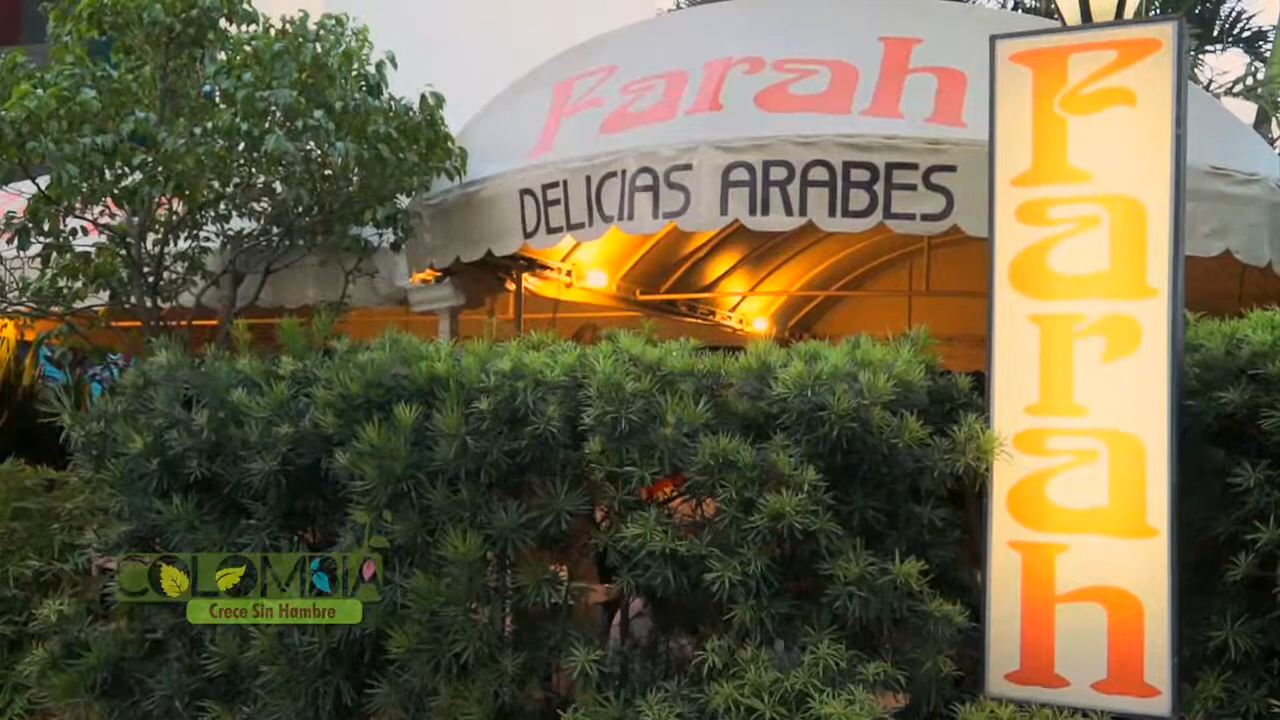 Farah
DELICIAS ARABES
Farah
COLOMBIA
Crece Sin Hambre